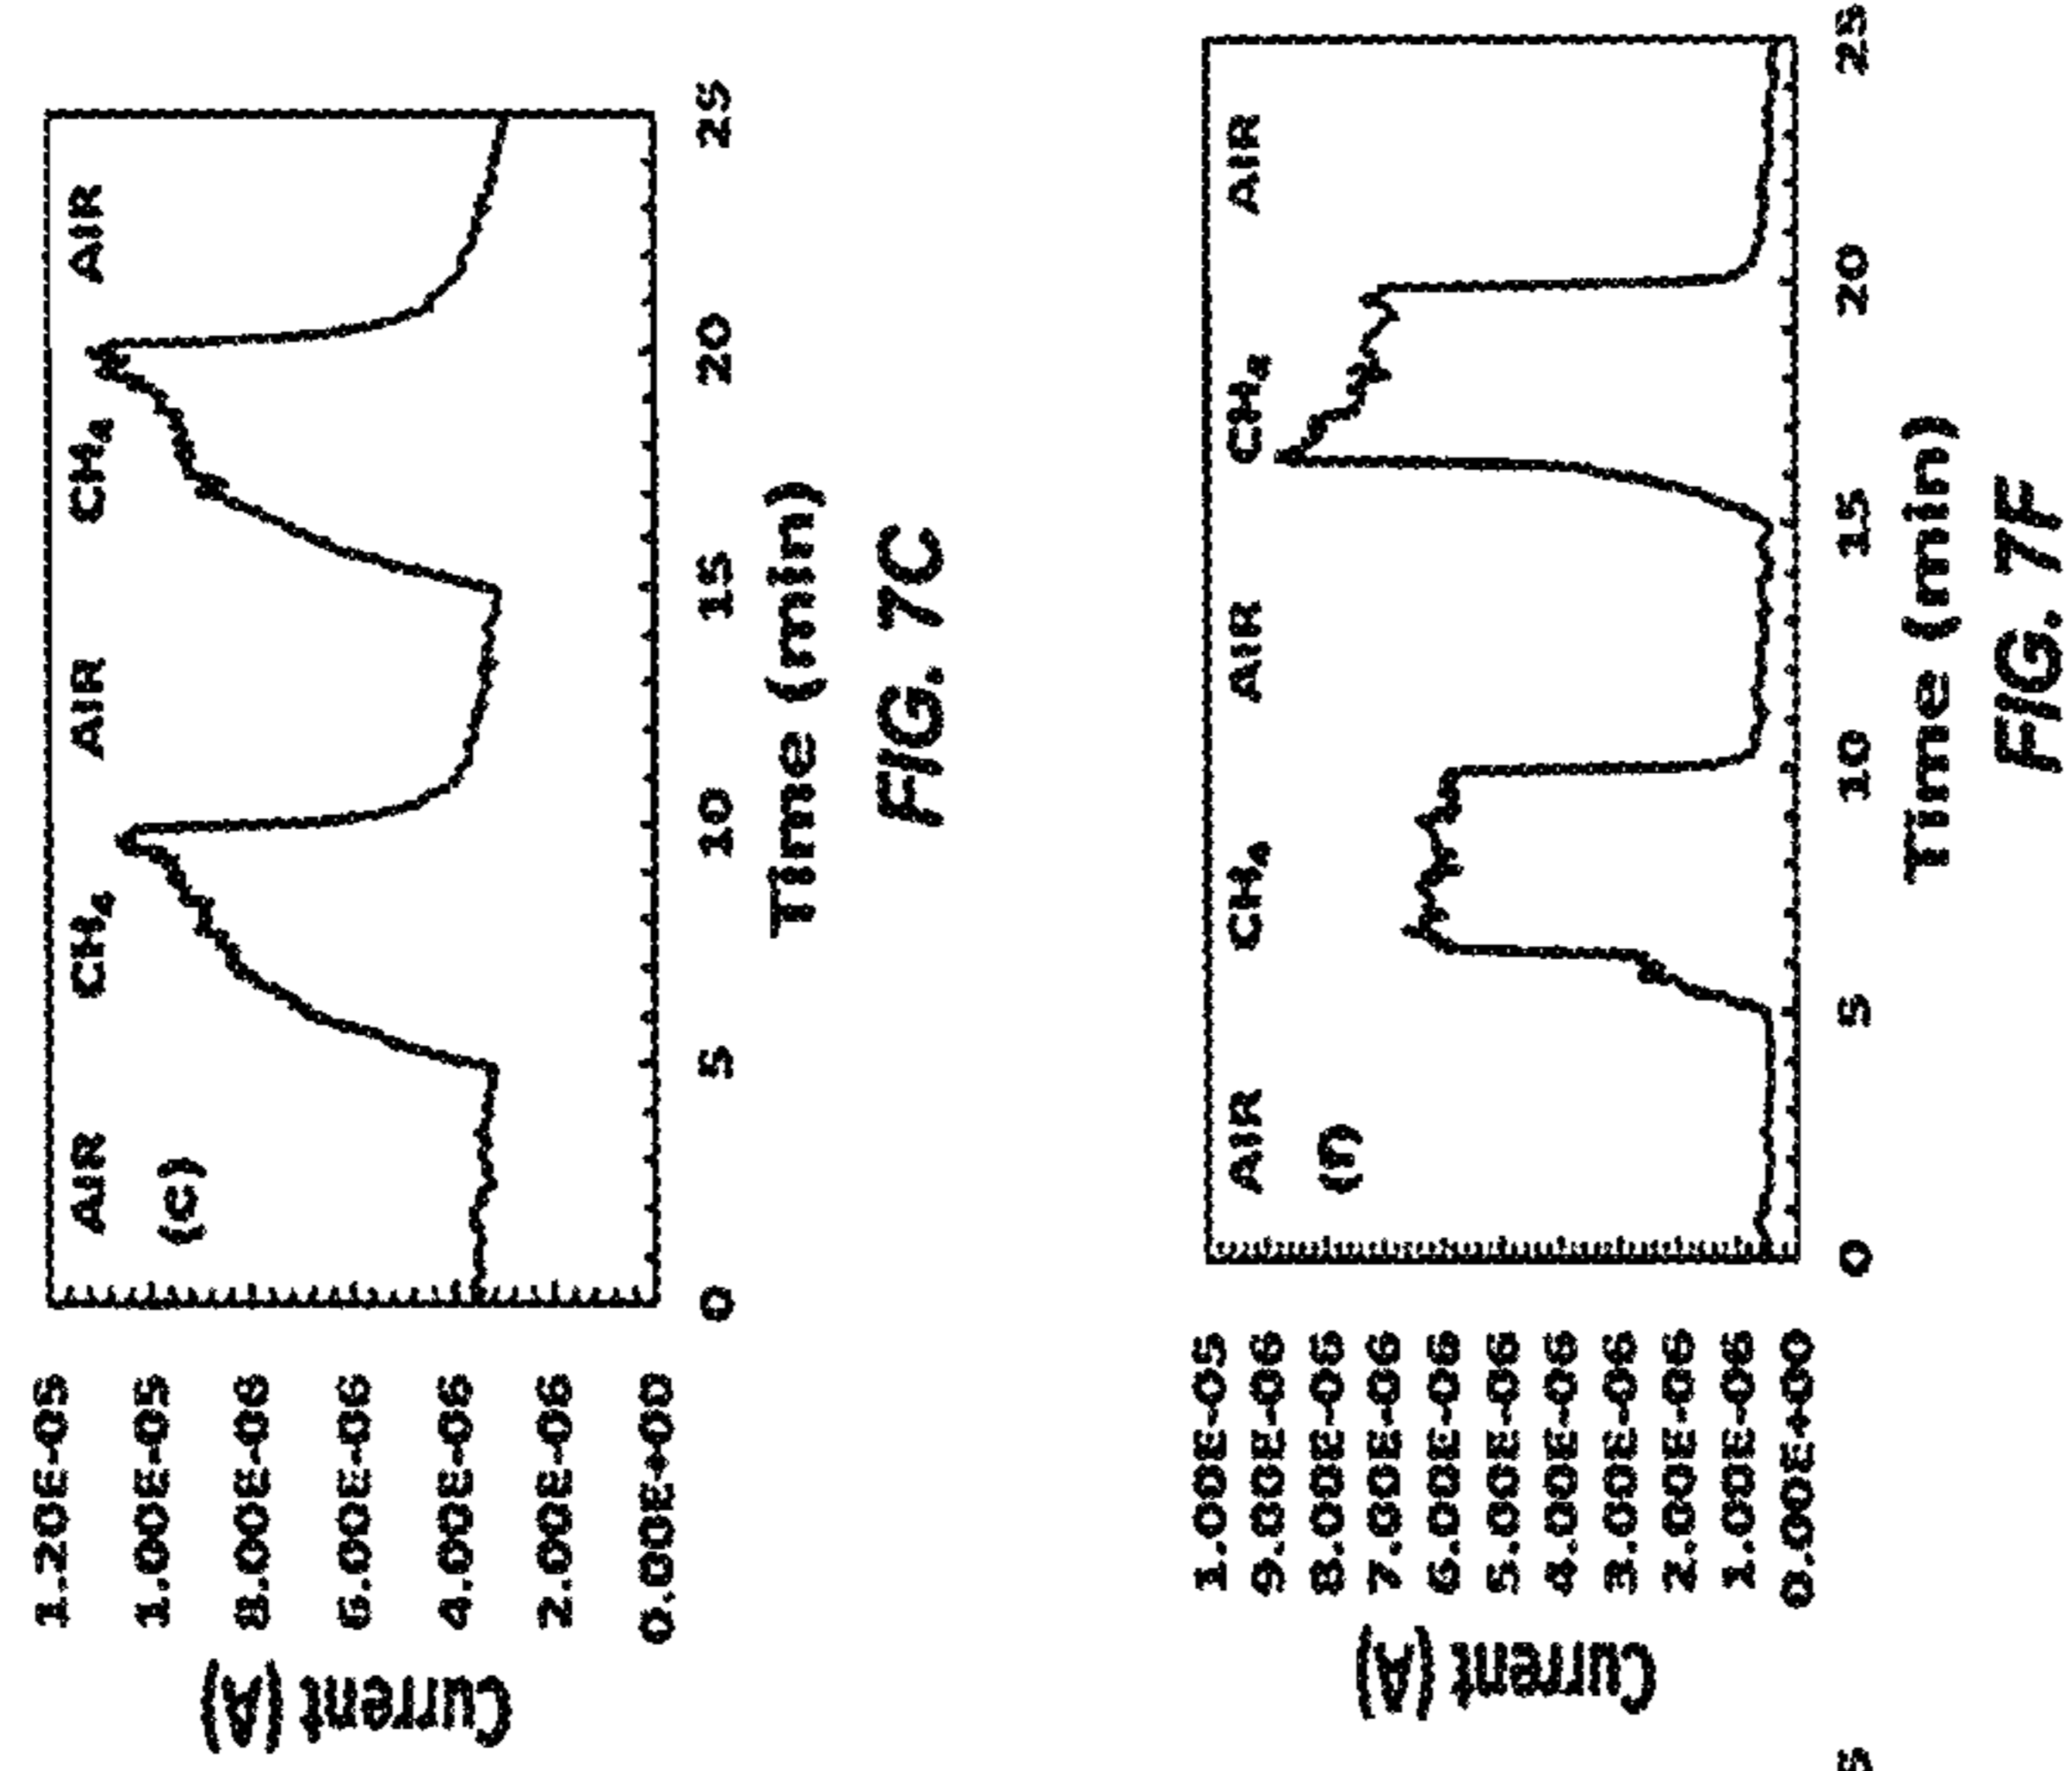 Current (A)
1.20E-05
1.00E-05
8.00E-06
6.00E-06
4.00E-06
2.00E-06
0.00E+00
AIR
CH4
AIR
CH4
AIR
(c)
0
5
10
15
20
25
Time (min)
FIG. 7C
Current (A)
1.00E-05
9.00E-06
8.00E-06
7.00E-06
6.00E-06
5.00E-06
4.00E-06
3.00E-06
2.00E-06
1.00E-06
0.00E+00
AIR
CH4
AIR
CH4
AIR
(f)
0
5
10
15
20
25
Time (min)
FIG. 7F